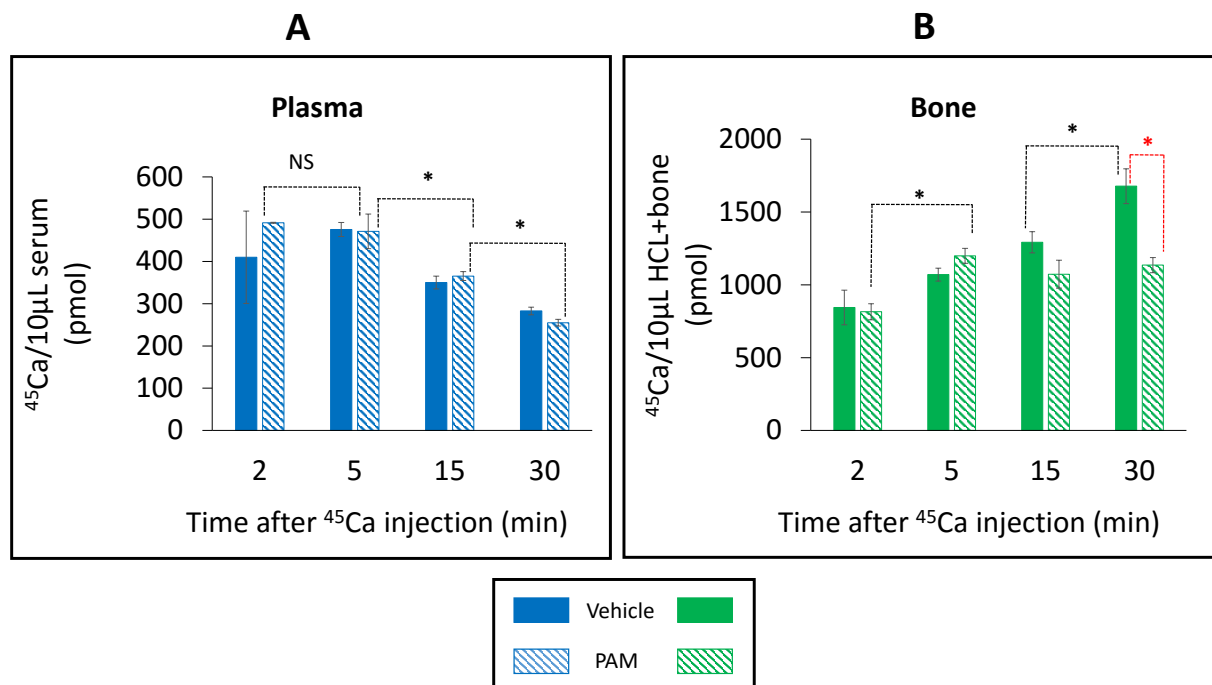 A
B
Plasma
Bone
⁴⁵Ca/10µL serum
(pmol)
600
500
400
300
200
100
0
NS
*
*
2 5 15 30
Time after ⁴⁵Ca injection (min)
⁴⁵Ca/10µL HCL+bone
(pmol)
2000
1500
1000
500
0
*
*
*
2 5 15 30
Time after ⁴⁵Ca injection (min)
Vehicle
PAM